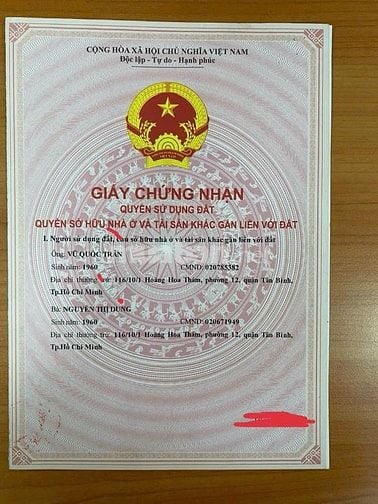 CỘNG HÒA XÃ HỘI CHỦ NGHĨA VIỆT NAM
Độc lập - Tự do - Hạnh phúc
GIẤY CHỨNG NHẬN
QUYỀN SỬ DỤNG ĐẤT
QUYỀN SỞ HỮU NHÀ Ở VÀ TÀI SẢN KHÁC GẮN LIỀN VỚI ĐẤT
I. Người sử dụng đất, chủ sở hữu nhà ở và tài sản khác gắn liền với đất
Ông: VŨ QUỐC TRÂN
Sinh năm: 1960 CMND: 020785382
Địa chỉ thường trú: 116/10/1 Hoàng Hoa Thám, phường 12, quận Tân Bình,
Tp.Hồ Chí Minh
Bà: NGUYỄN THỊ DUNG
Sinh năm: 1960 CMND: 020671949
Địa chỉ thường trú: 116/10/1 Hoàng Hoa Thám, phường 12, quận Tân Bình,
Tp.Hồ Chí Minh